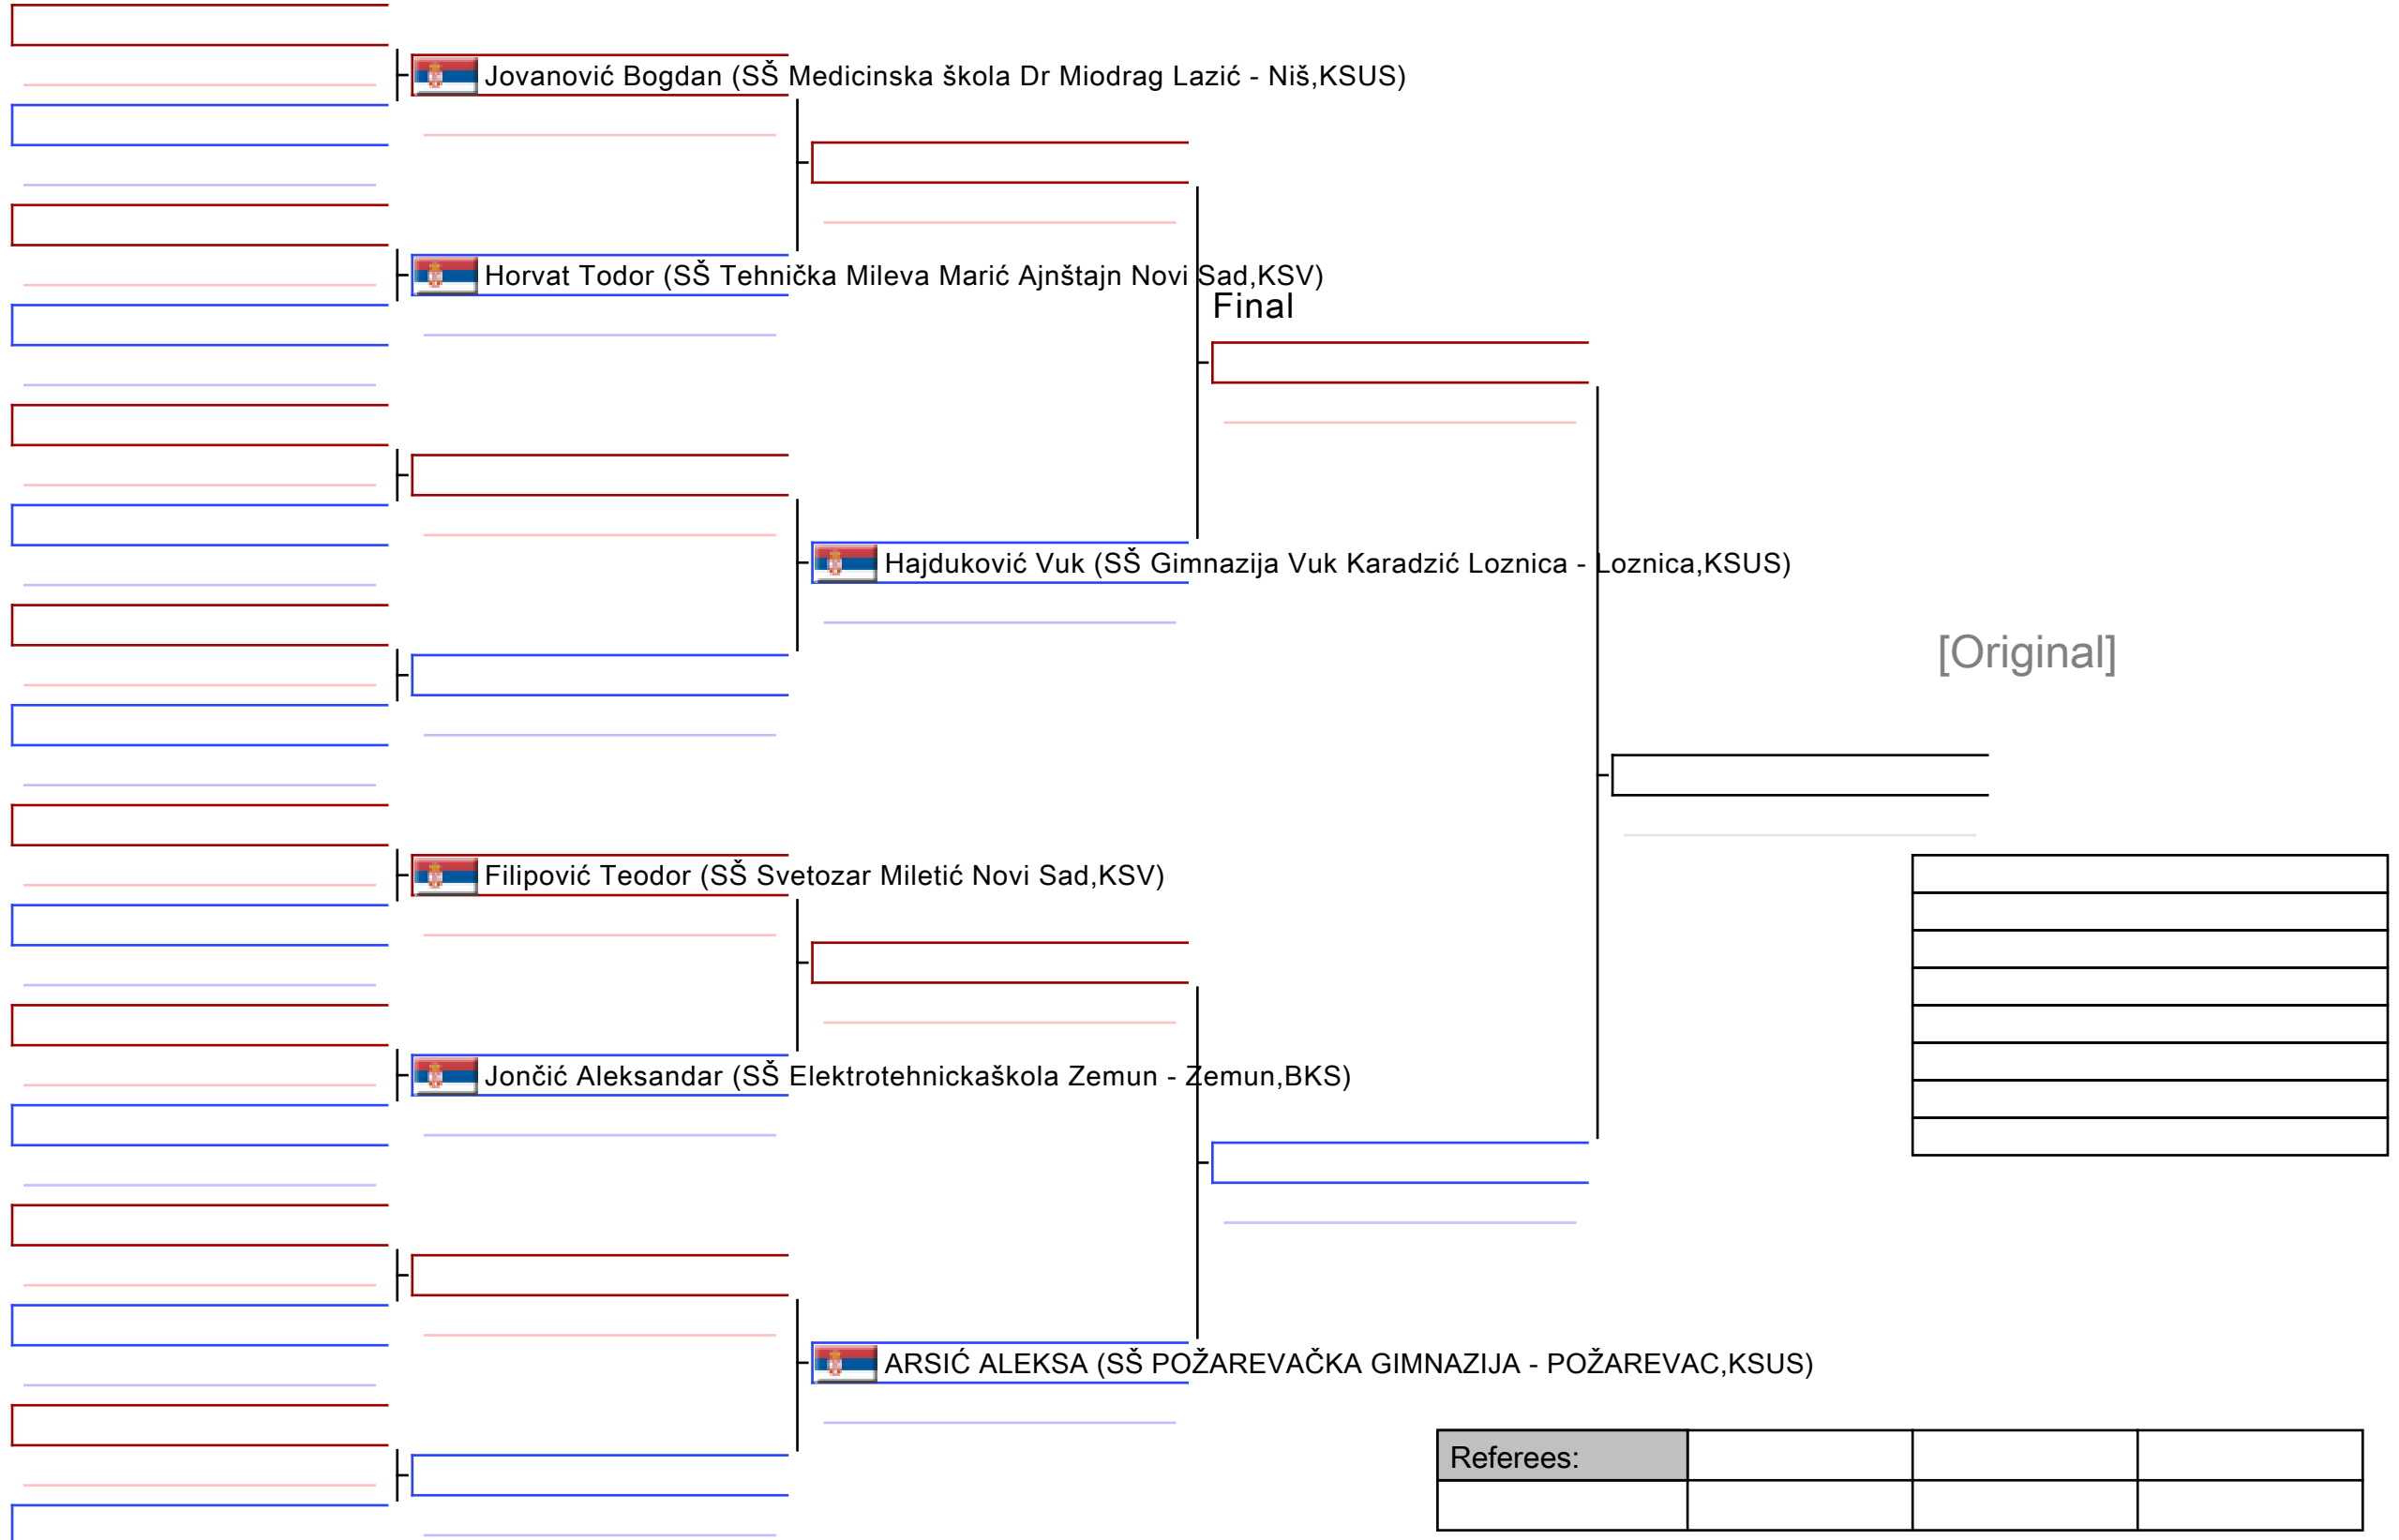 Jovanović Bogdan (SŠ Medicinska škola Dr Miodrag Lazić - Niš,KSUS)
Horvat Todor (SŠ Tehnička Mileva Marić Ajnštajn Novi Sad,KSV)
Final
Hajduković Vuk (SŠ Gimnazija Vuk Karadzić Loznica - Loznica,KSUS)
[Original]
Filipović Teodor (SŠ Svetozar Miletić Novi Sad,KSV)
Jončić Aleksandar (SŠ Elektrotehnickaškola Zemun - Zemun,BKS)
ARSIĆ ALEKSA (SŠ POŽAREVAČKA GIMNAZIJA - POŽAREVAC,KSUS)
Referees: